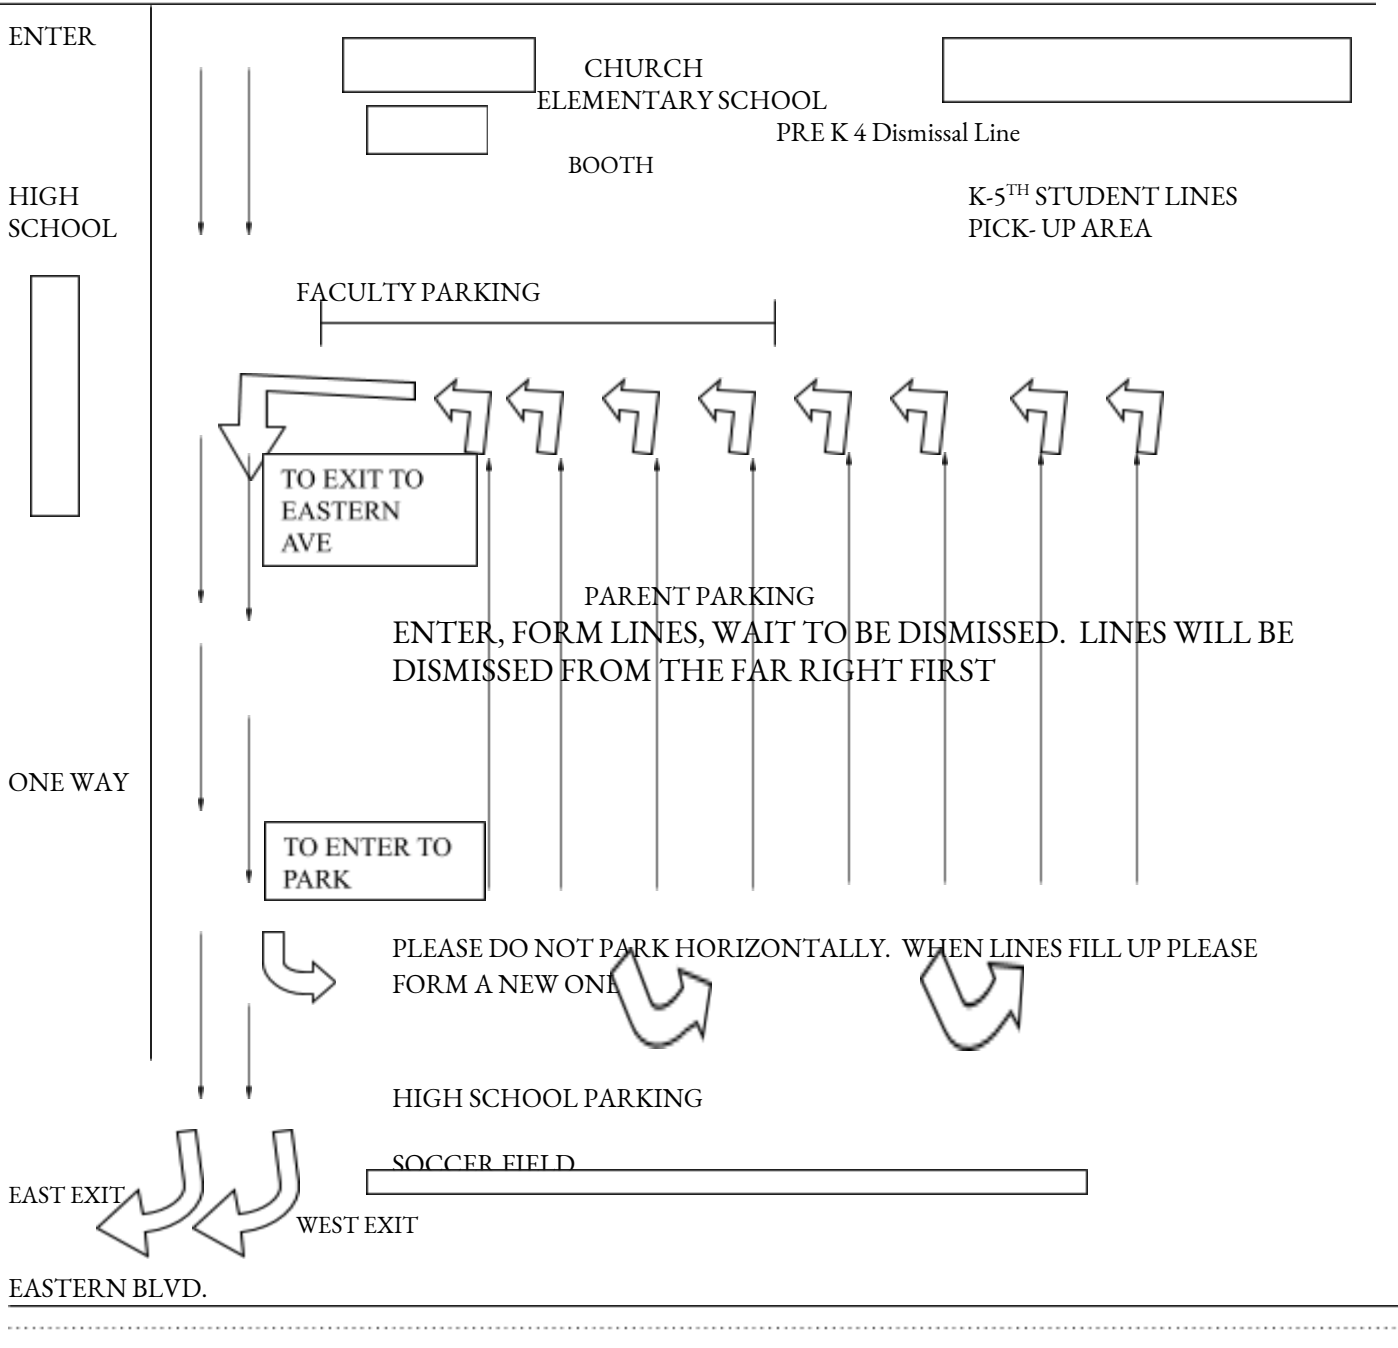 ENTER
CHURCH
ELEMENTARY SCHOOL
PRE K 4 Dismissal Line
BOOTH
HIGH
SCHOOL
K-5TH STUDENT LINES
PICK- UP AREA
FACULTY PARKING
TO EXIT TO
EASTERN
AVE
PARENT PARKING
ENTER, FORM LINES, WAIT TO BE DISMISSED. LINES WILL BE
DISMISSED FROM THE FAR RIGHT FIRST
ONE WAY
TO ENTER TO
PARK
PLEASE DO NOT PARK HORIZONTALLY. WHEN LINES FILL UP PLEASE
FORM A NEW ONE
HIGH SCHOOL PARKING
SOCCER FIELD
EAST EXIT
WEST EXIT
EASTERN BLVD.